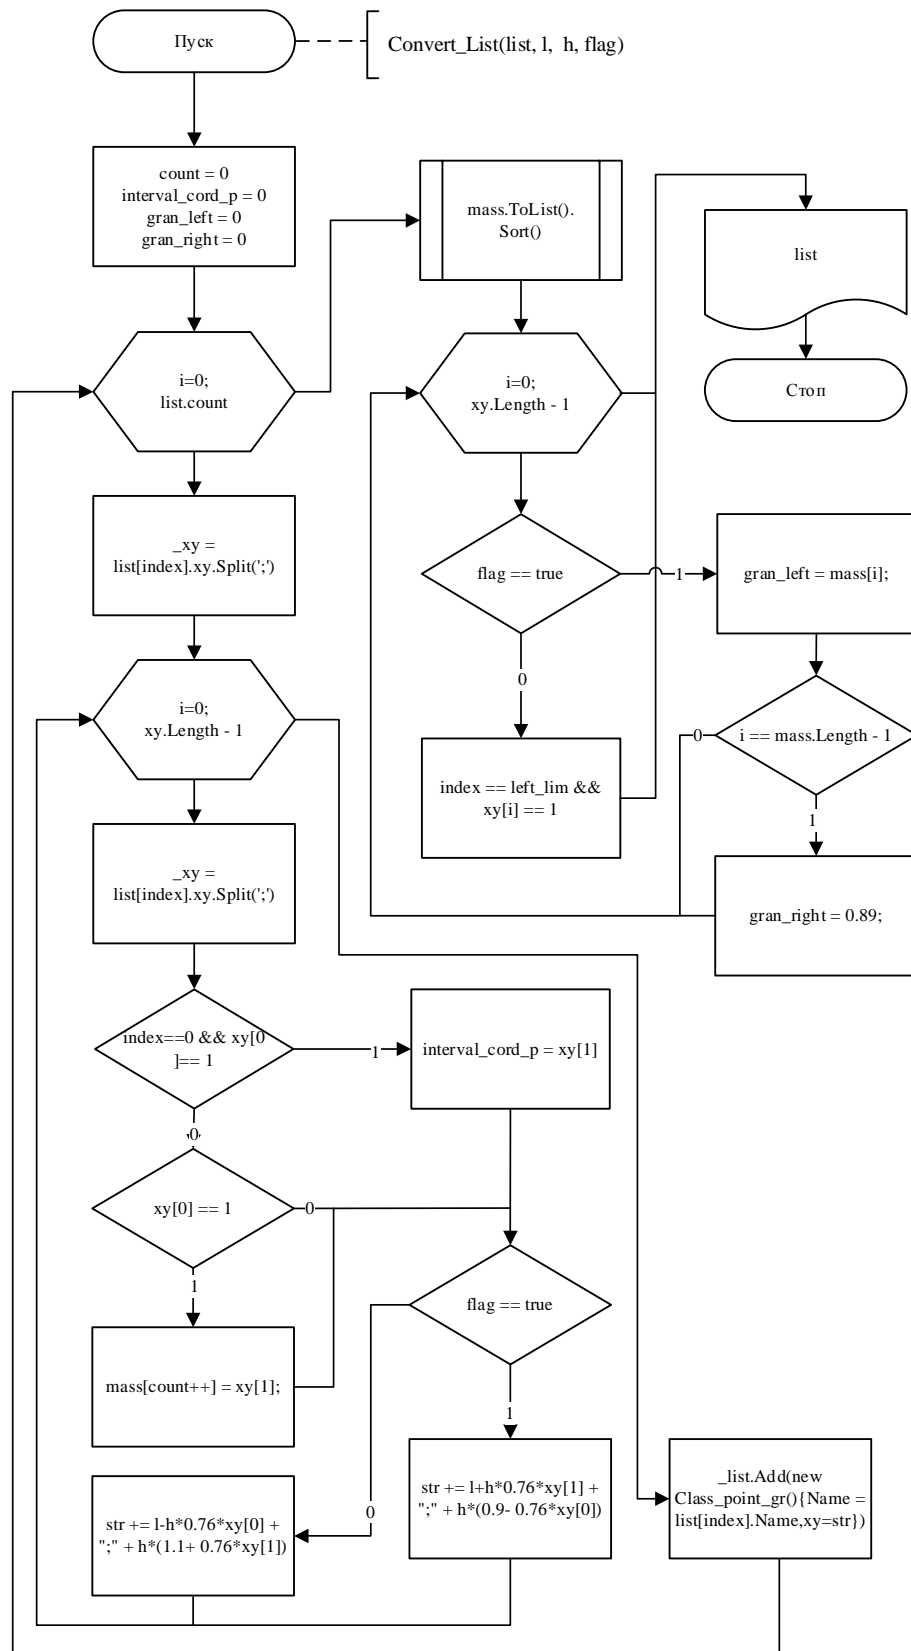 Пуск
Convert_List(list, l, h, flag)
count = 0
interval_cord_p = 0
gran_left = 0
gran_right = 0
mass.ToList().
Sort()
list
i=0;
list.count
i=0;
xy.Length - 1
Стоп
_xy =
list[index].xy.Split(';')
flag == true
1
gran_left = mass[i];
0
i=0;
xy.Length - 1
0
i == mass.Length - 1
index == left_lim &&
xy[i] == 1
1
_xy =
list[index].xy.Split(';')
gran_right = 0.89;
index==0 && xy[0
]== 1
1
interval_cord_p = xy[1]
0
xy[0] == 1
0
1
flag == true
mass[count++] = xy[1];
1
0
str += l-h*0.76*xy[0] +
";" + h*(1.1+ 0.76*xy[1])
str += l+h*0.76*xy[1] +
";" + h*(0.9- 0.76*xy[0])
_list.Add(new
Class_point_gr(){Name =
list[index].Name,xy=str})